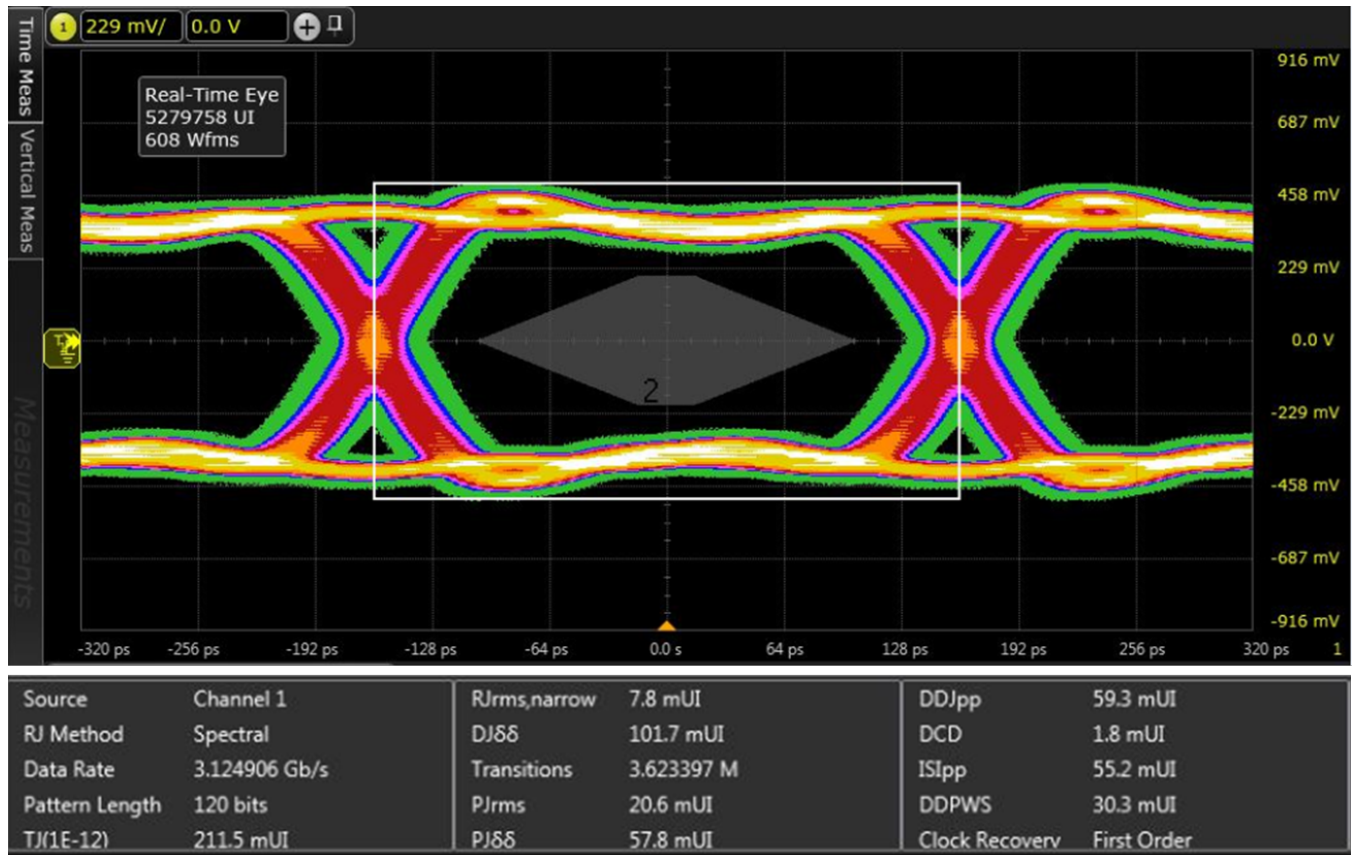 Time Meas
Vertical Meas
Measurements
1 229 mV/ 0.0 V
Real-Time Eye
5279758 UI
608 Wfms
916 mV
687 mV
458 mV
229 mV
0.0 V
-229 mV
-458 mV
-687 mV
-916 mV
2
-320 ps -256 ps -192 ps -128 ps -64 ps 0.0 s 64 ps 128 ps 192 ps 256 ps 320 ps 1
Source Channel 1
RJ Method Spectral
Data Rate 3.124906 Gb/s
Pattern Length 120 bits
TJ(1E-12) 211.5 mUI
RJrms,narrow 7.8 mUI
DJδδ 101.7 mUI
Transitions 3.623397 M
PJrms 20.6 mUI
PJδδ 57.8 mUI
DDJpp 59.3 mUI
DCD 1.8 mUI
ISIpp 55.2 mUI
DDPWS 30.3 mUI
Clock Recovery First Order